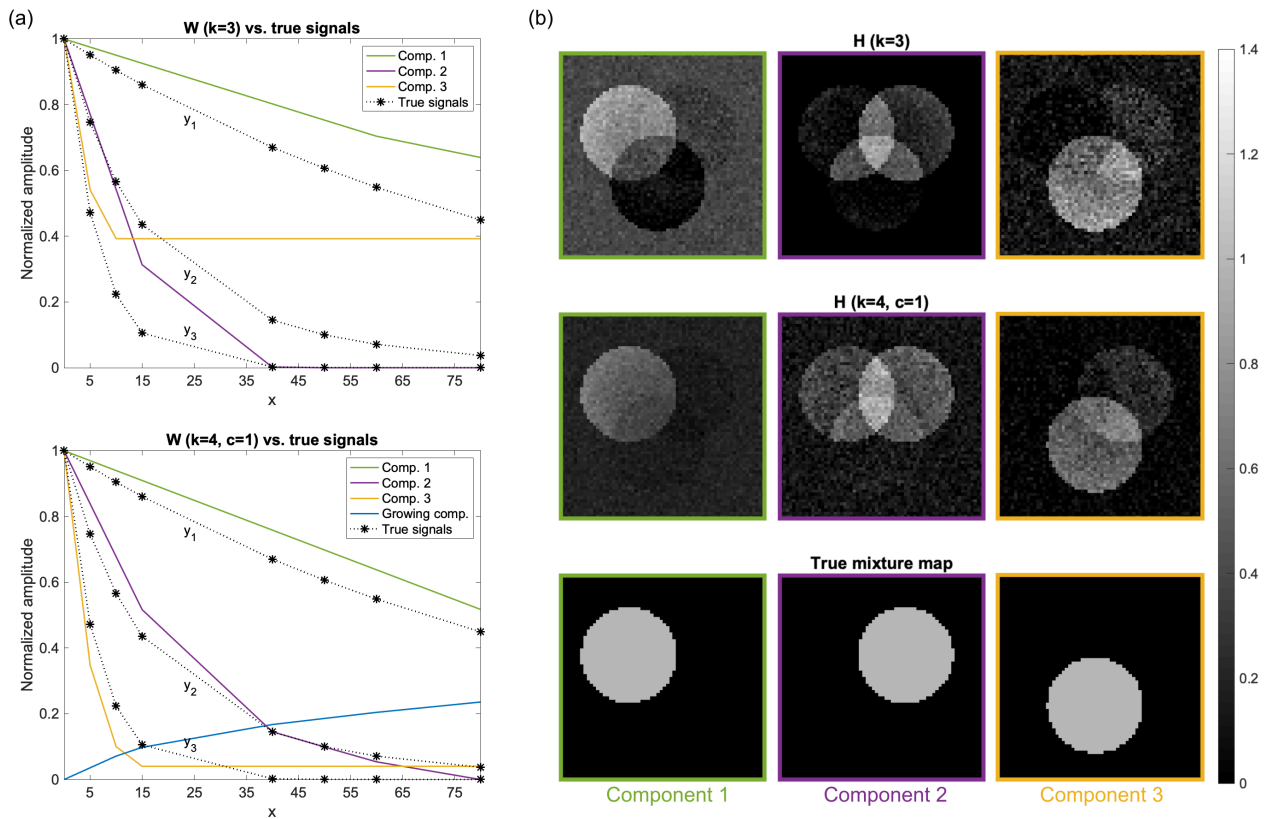 (a)
W (k=3) vs. true signals
Normalized amplitude
1
0.8
0.6
0.4
0.2
0
Comp. 1
Comp. 2
Comp. 3
True signals
y1
y2
y3
5 15 25 35 45 55 65 75
x
W (k=4, c=1) vs. true signals
Normalized amplitude
1
0.8
0.6
0.4
0.2
0
Comp. 1
Comp. 2
Comp. 3
Growing comp.
True signals
y1
y2
y3
5 15 25 35 45 55 65 75
x
(b)
H (k=3)
H (k=4, c=1)
True mixture map
Component 1 Component 2 Component 3
1.4
1.2
1
0.8
0.6
0.4
0.2
0